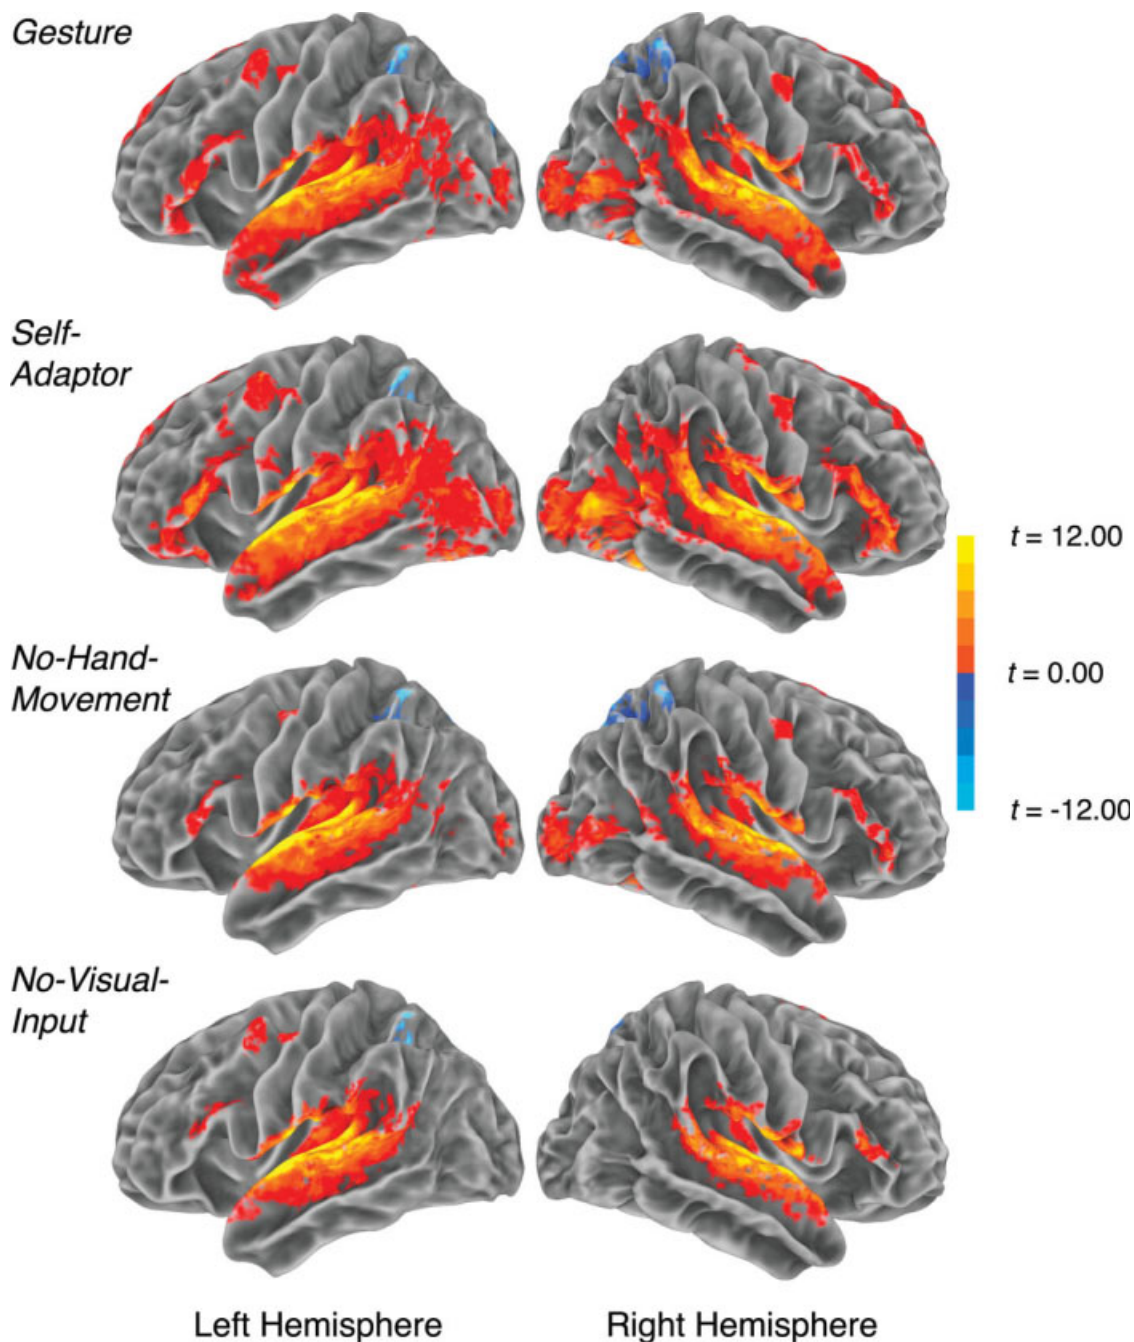 Gesture
Self-
Adaptor
t = 12.00
No-Hand-
Movement
t = 0.00
t = -12.00
No-Visual-
Input
Left Hemisphere
Right Hemisphere